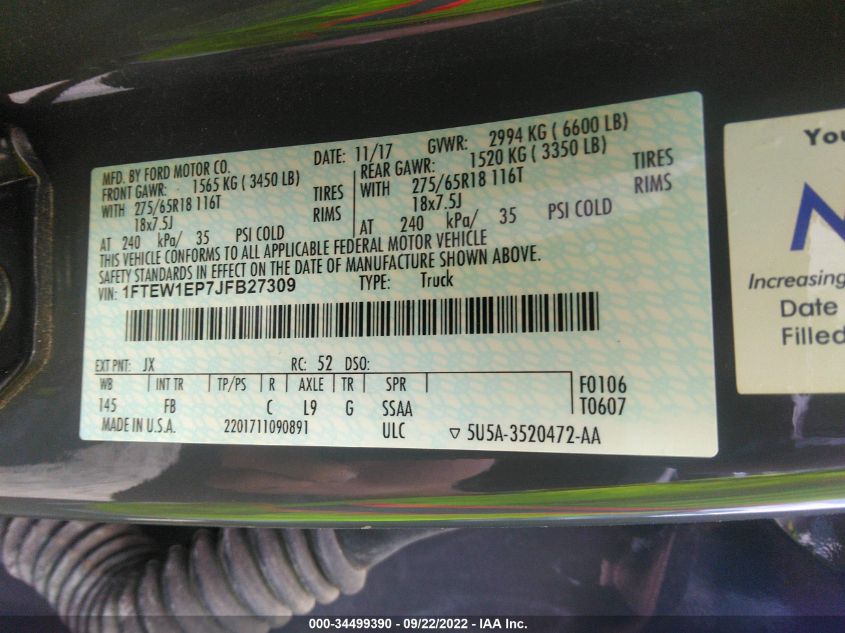 MFD. BY FORD MOTOR CO. DATE: 11/17 GVWR: 2994 KG ( 6600 LB)
FRONT GAWR: 1565 KG ( 3450 LB) REAR GAWR: 1520 KG ( 3350 LB)
WITH 275/65R18 116T TIRES WITH 275/65R18 116T TIRES
18x7.5J RIMS 18x7.5J RIMS
AT 240 kPa/ 35 PSI COLD AT 240 kPa/ 35 PSI COLD
THIS VEHICLE CONFORMS TO ALL APPLICABLE FEDERAL MOTOR VEHICLE
SAFETY STANDARDS IN EFFECT ON THE DATE OF MANUFACTURE SHOWN ABOVE.
VIN: 1FTEW1EP7JFB27309 TYPE: Truck
EXT PNT: JX RC: 52 DSO:
WB INT TR TP/PS R AXLE TR SPR F0106
145 FB C L9 G SSAA T0607
MADE IN U.S.A. 2201711090891 ULC ▽ 5U5A-3520472-AA
You
Increasing
Date
Filled
000-34499390 - 09/22/2022 - IAA Inc.